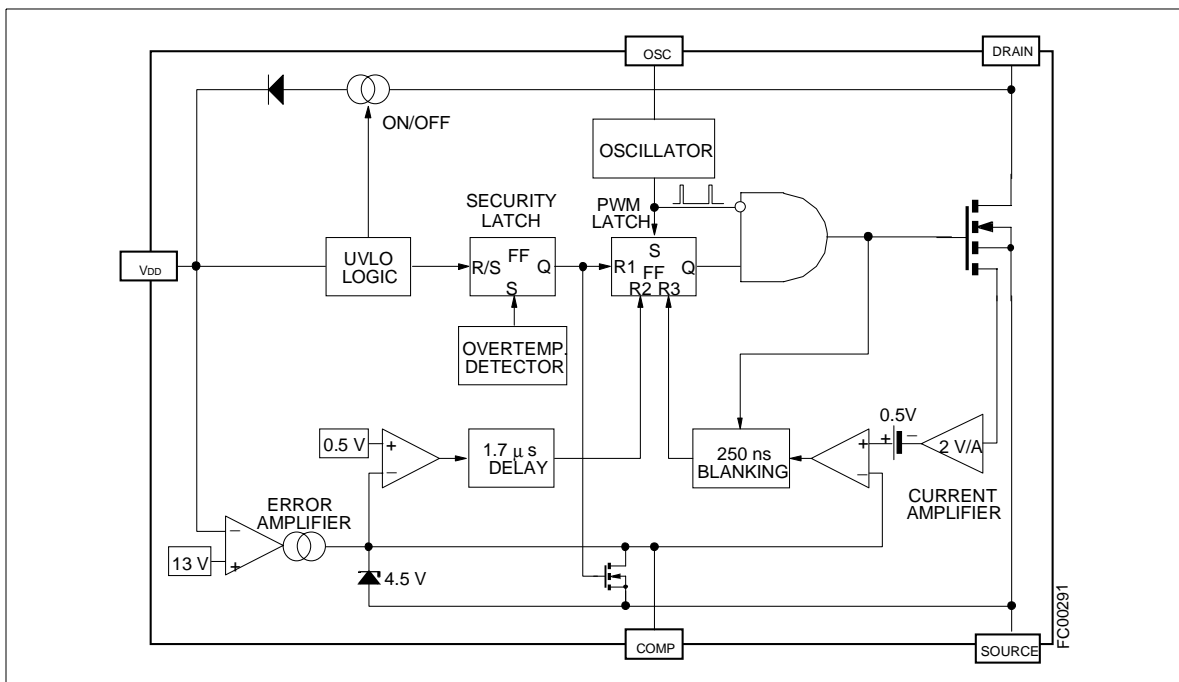 OSC
DRAIN
ON/OFF
OSCILLATOR
SECURITY
LATCH
PWM
LATCH
VDD
UVLO
LOGIC
R/S
FF
Q
S
S
R1
FF
Q
R2 R3
OVERTEMP.
DETECTOR
0.5 V
+
−
1.7 μ s
DELAY
250 ns
BLANKING
+
−
0.5V
+
−
2 V/A
CURRENT
AMPLIFIER
ERROR
AMPLIFIER
−
13 V
+
4.5 V
COMP
SOURCE
FC00291